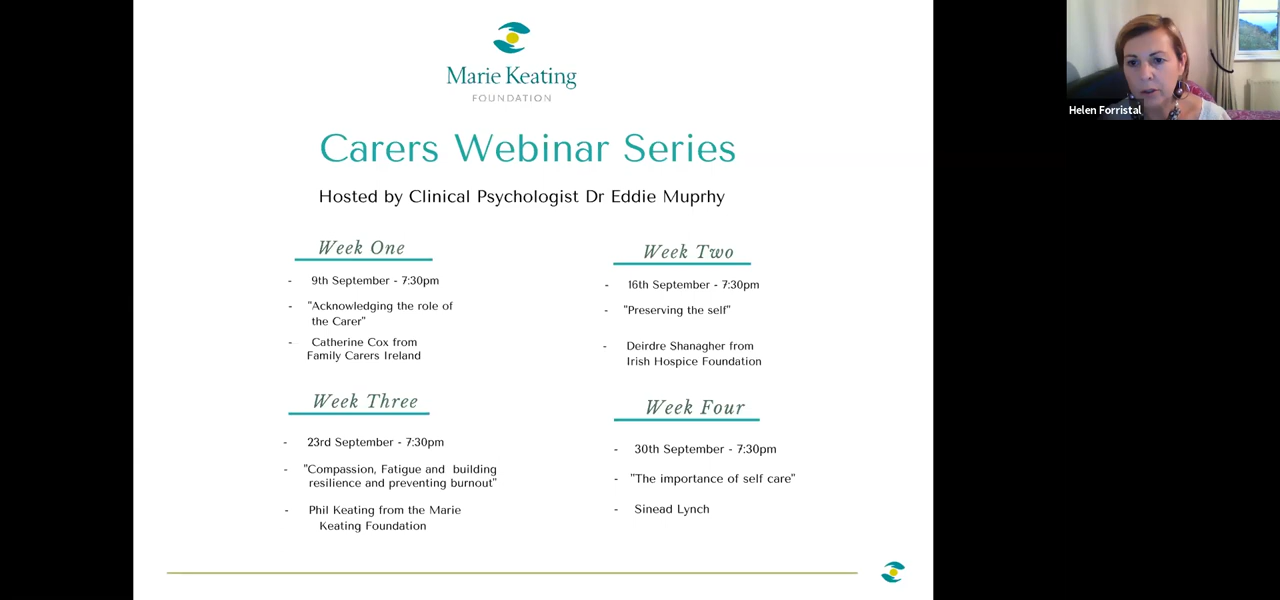 Marie Keating
FOUNDATION
Helen Forristal
Carers Webinar Series
Hosted by Clinical Psychologist Dr Eddie Muprhy
Week One
- 9th September - 7:30pm
- "Acknowledging the role of
the Carer"
- Catherine Cox from
Family Carers Ireland
Week Two
- 16th September - 7:30pm
- "Preserving the self"
- Deirdre Shanagher from
Irish Hospice Foundation
Week Three
- 23rd September - 7:30pm
- "Compassion, Fatigue and building
resilience and preventing burnout"
- Phil Keating from the Marie
Keating Foundation
Week Four
- 30th September - 7:30pm
- "The importance of self care"
- Sinead Lynch